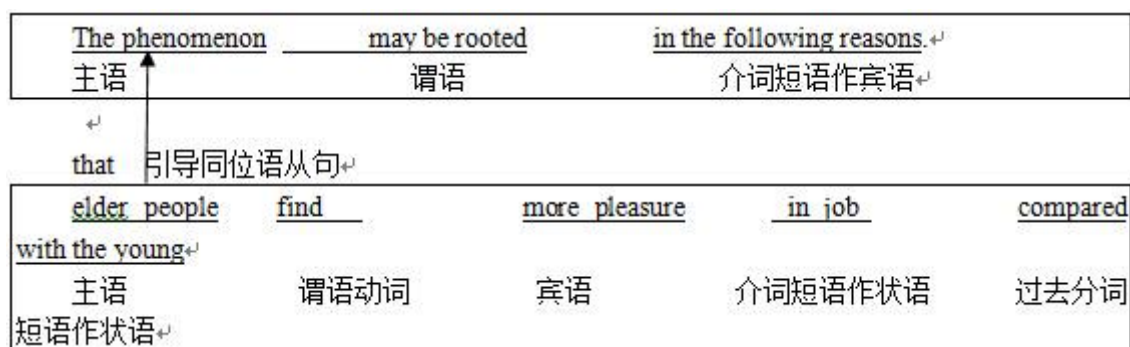 The phenomenon may be rooted in the following reasons.↵
主语 谓语 介词短语作宾语↵
↵
that 引导同位语从句↵
elder people find more pleasure in job compared
with the young↵
主语 谓语动词 宾语 介词短语作状语 过去分词
短语作状语↵